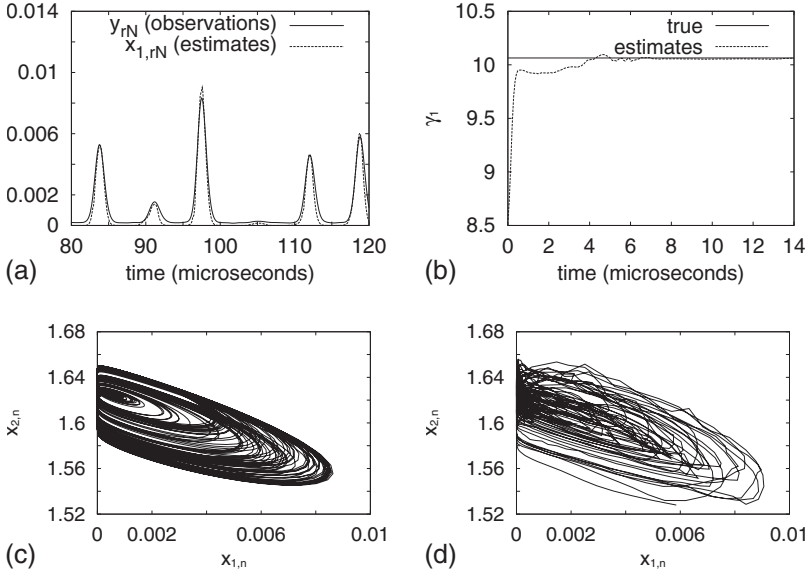 0.014
0.01
0.006
0.002
0
80
90
100
110
120
y_rN (observations)
x_1,rN (estimates)
time (microseconds)
(a)
10.5
10
9.5
9
8.5
γ₁
0
2
4
6
8
10
12
14
true
estimates
time (microseconds)
(b)
1.68
1.64
1.6
1.56
1.52
x_2,n
0
0.002
0.006
0.01
x_1,n
(c)
1.68
1.64
1.6
1.56
1.52
x_2,n
0
0.002
0.006
0.01
x_1,n
(d)